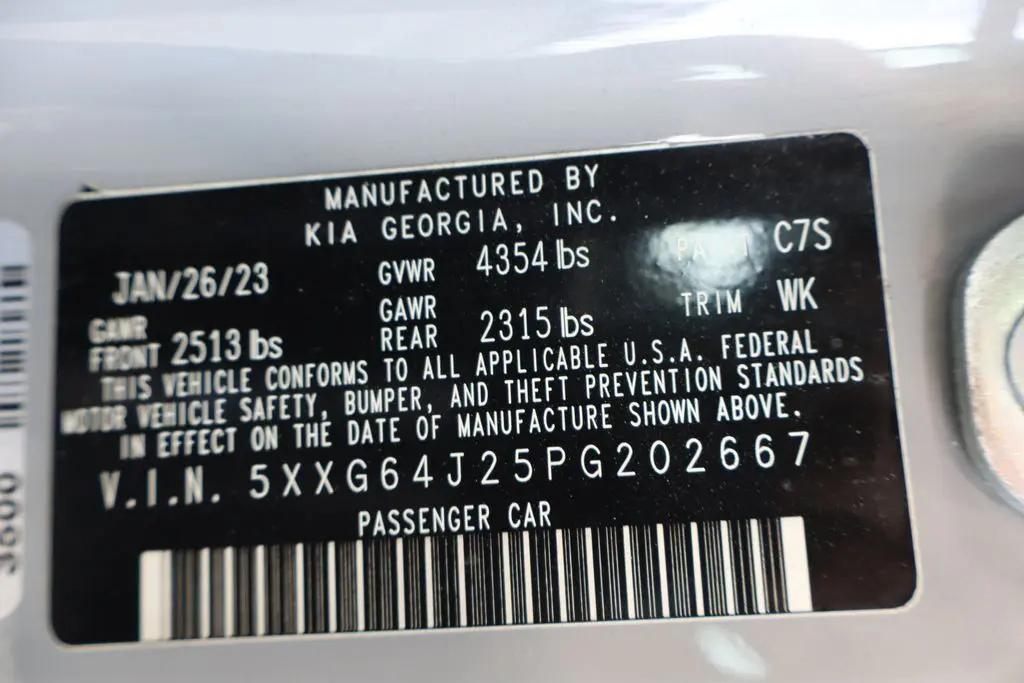 MANUFACTURED BY
KIA GEORGIA, INC.
JAN/26/23 GVWR 4354 lbs PAINT C7S
GAWR FRONT 2513 lbs GAWR REAR 2315 lbs TRIM WK
THIS VEHICLE CONFORMS TO ALL APPLICABLE U.S.A. FEDERAL
MOTOR VEHICLE SAFETY, BUMPER, AND THEFT PREVENTION STANDARDS
IN EFFECT ON THE DATE OF MANUFACTURE SHOWN ABOVE.
V.I.N. 5XXG64J25PG202667
PASSENGER CAR